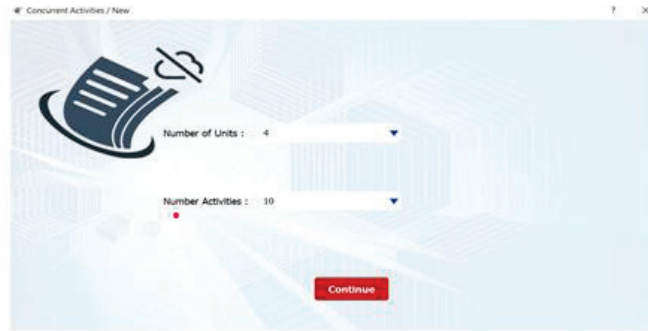 Concurrent Activities / New ? ×
Number of Units : 4
Number Activities : 10
Continue